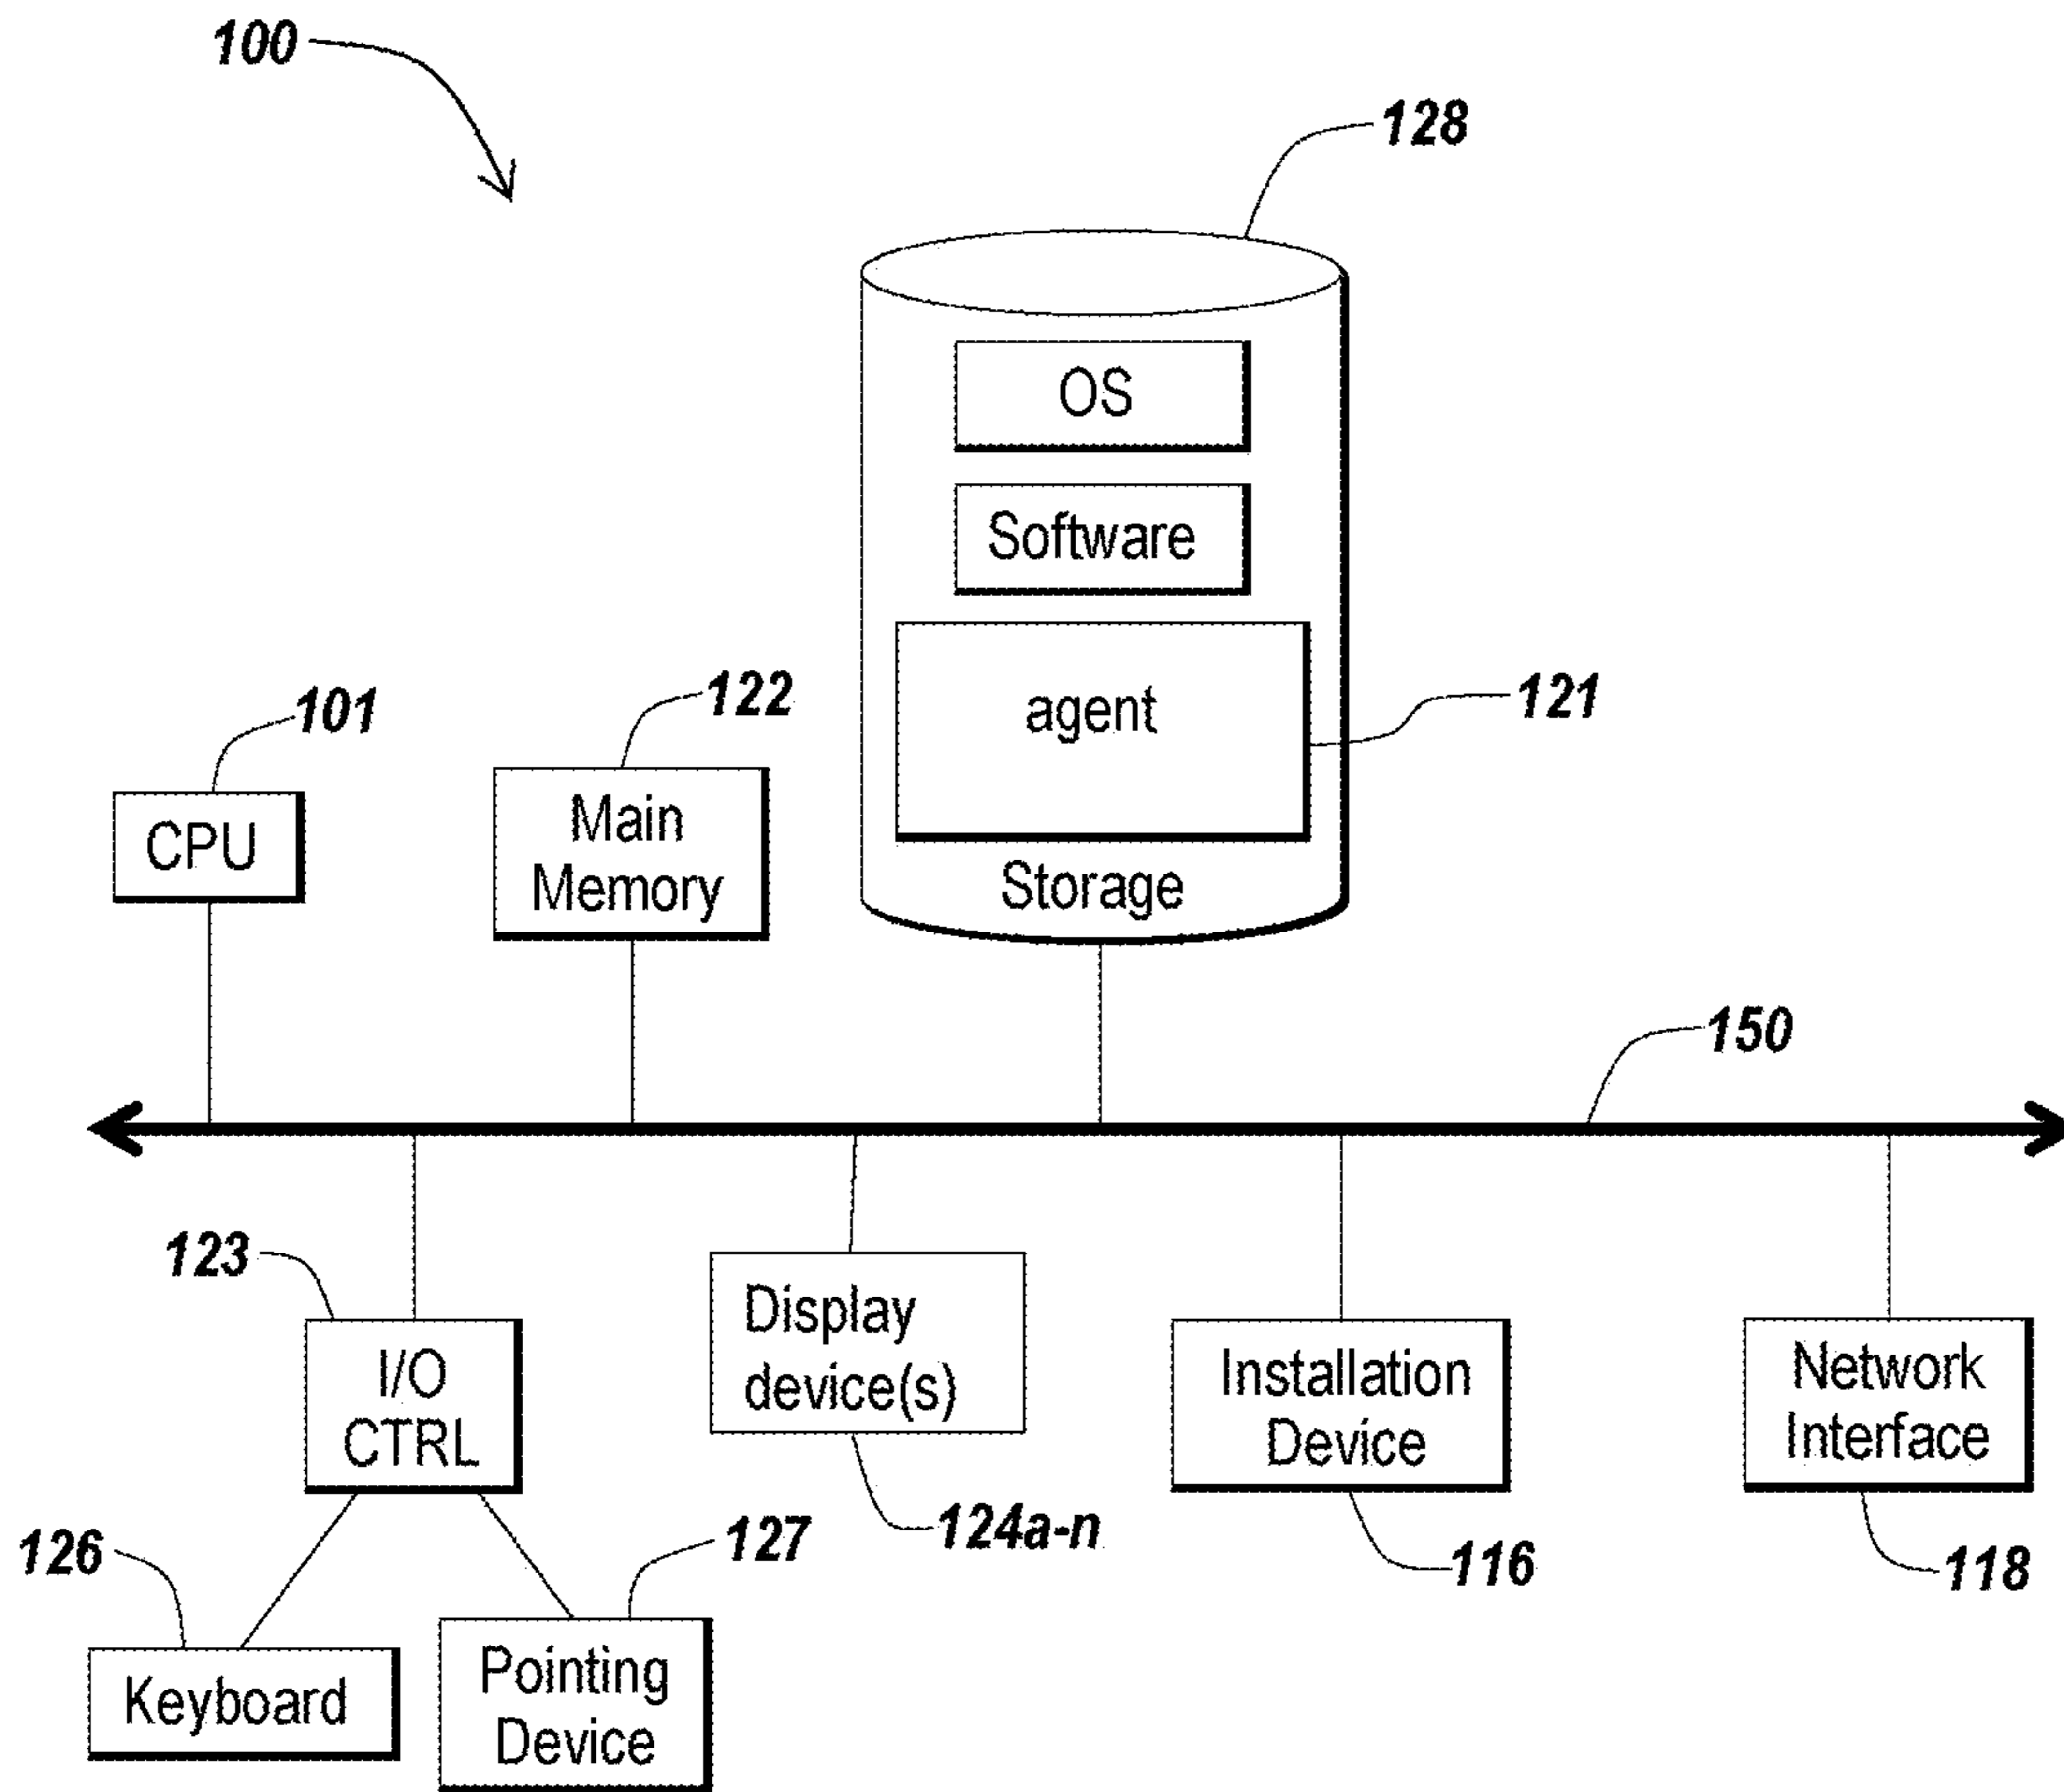 100
128
OS
Software
agent
121
Storage
101
CPU
122
Main
Memory
150
123
I/O
CTRL
Display
device(s)
124a-n
Installation
Device
116
Network
Interface
118
126
Keyboard
127
Pointing
Device